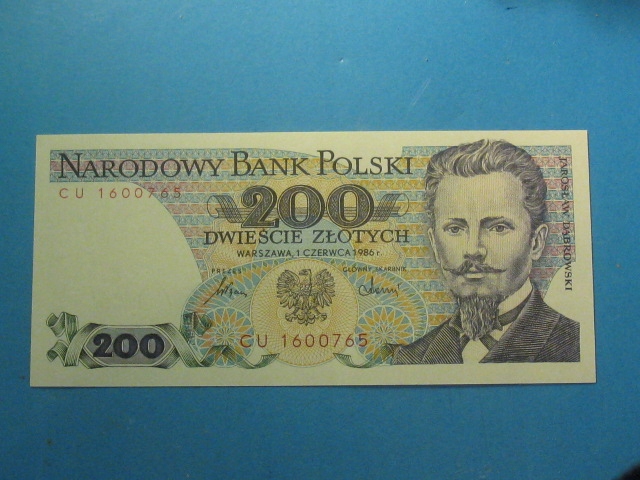 NARODOWY BANK POLSKI
CU 1600765
200
DWIEŚCIE ZŁOTYCH
WARSZAWA, 1 CZERWCA 1986 r.
PREZES GŁÓWNY SKARBNIK
JAROSŁAW DĄBROWSKI
200
CU 1600765